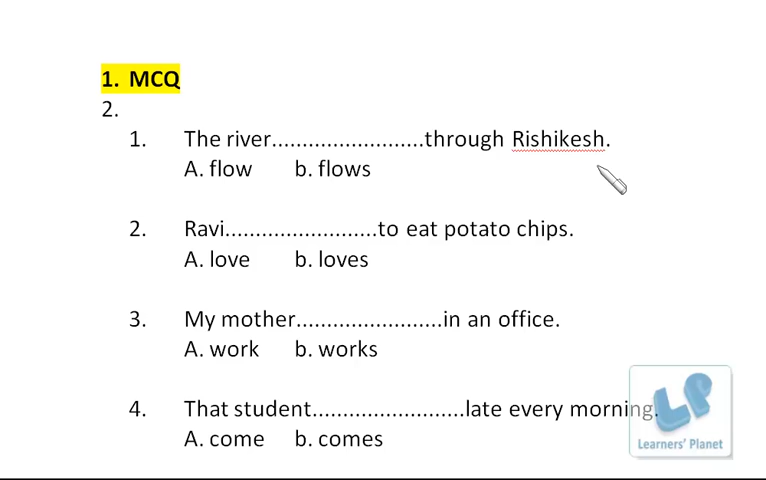 1. MCQ
2.
1. The river.........................through Rishikesh.
A. flow b. flows
2. Ravi.........................to eat potato chips.
A. love b. loves
3. My mother........................in an office.
A. work b. works
4. That student.........................late every morning.
A. come b. comes
LP
Learners' Planet